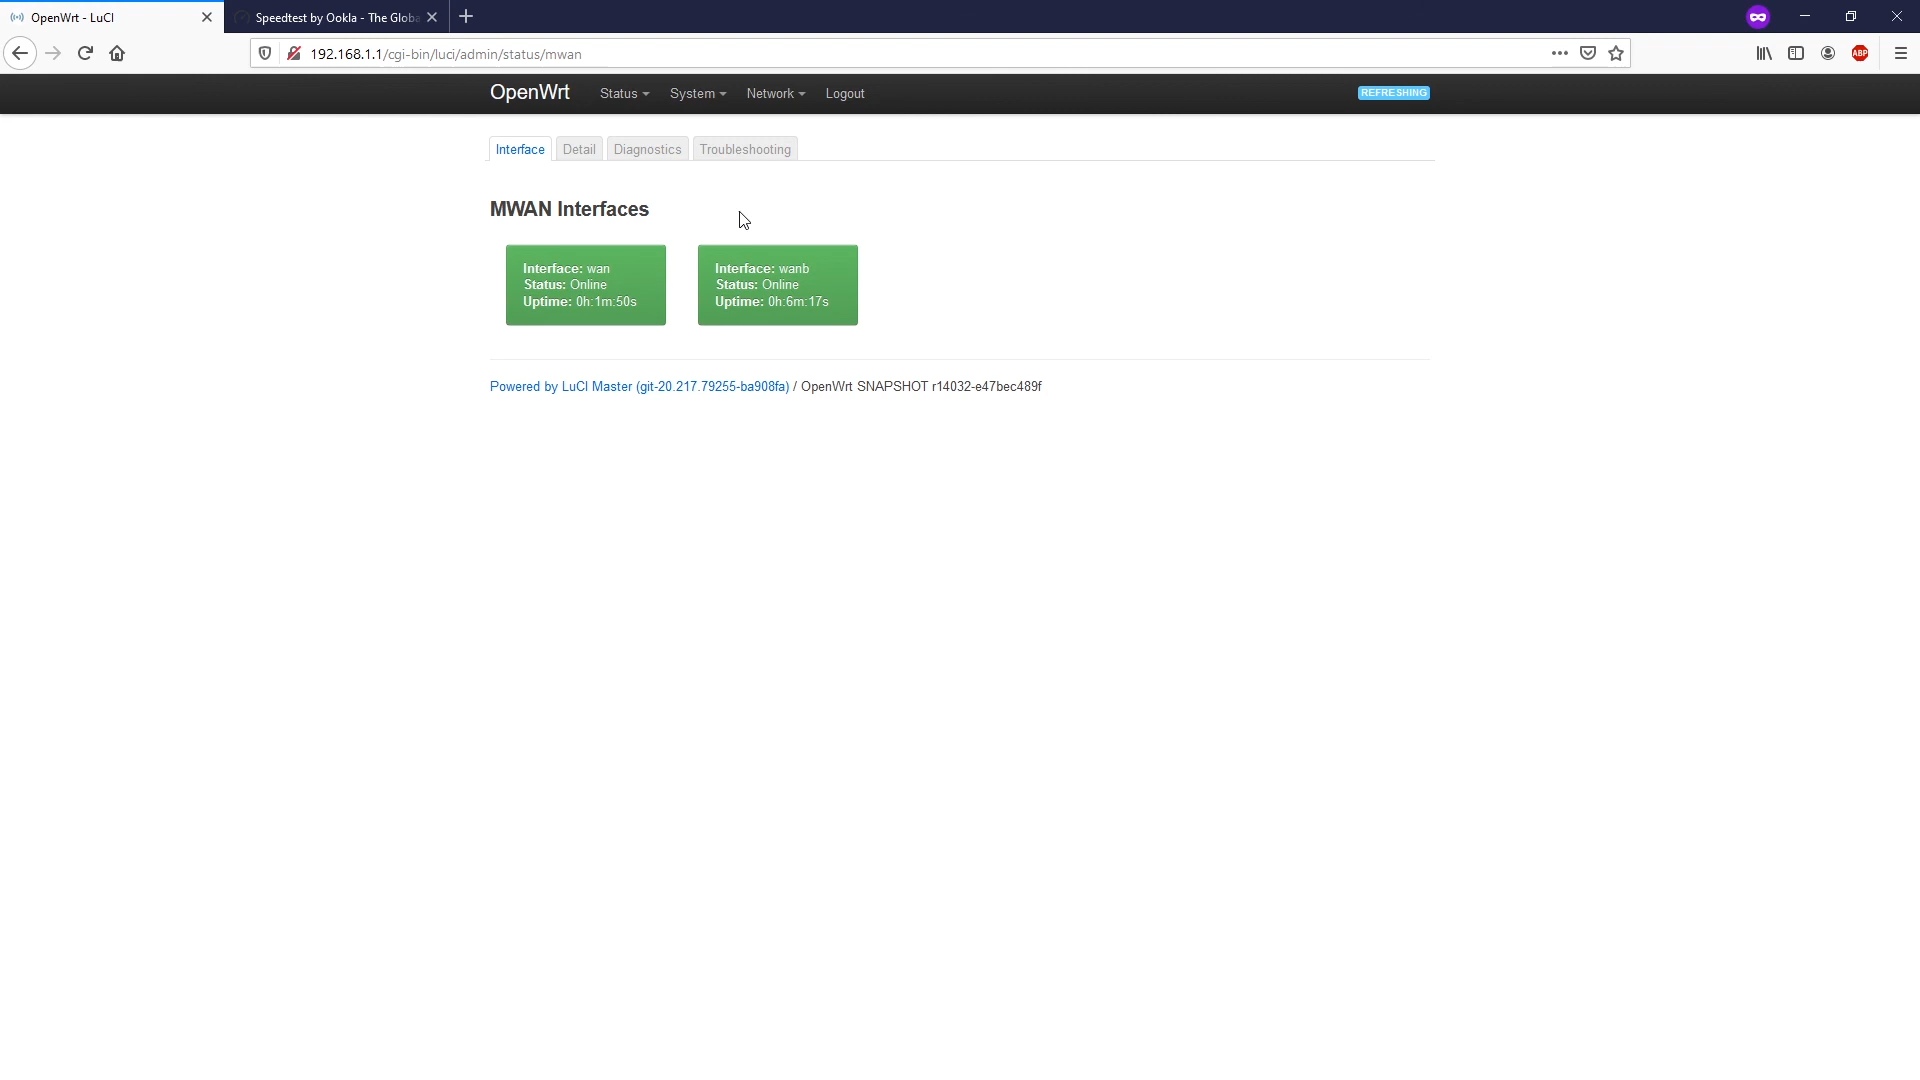 OpenWrt - LuCI
Speedtest by Ookla - The Globa
192.168.1.1/cgi-bin/luci/admin/status/mwan
ABP
OpenWrt
Status
System
Network
Logout
REFRESHING
Interface
Detail
Diagnostics
Troubleshooting
MWAN Interfaces
Interface: wan
Status: Online
Uptime: 0h:1m:50s
Interface: wanb
Status: Online
Uptime: 0h:6m:17s
Powered by LuCI Master (git-20.217.79255-ba908fa) / OpenWrt SNAPSHOT r14032-e47bec489f